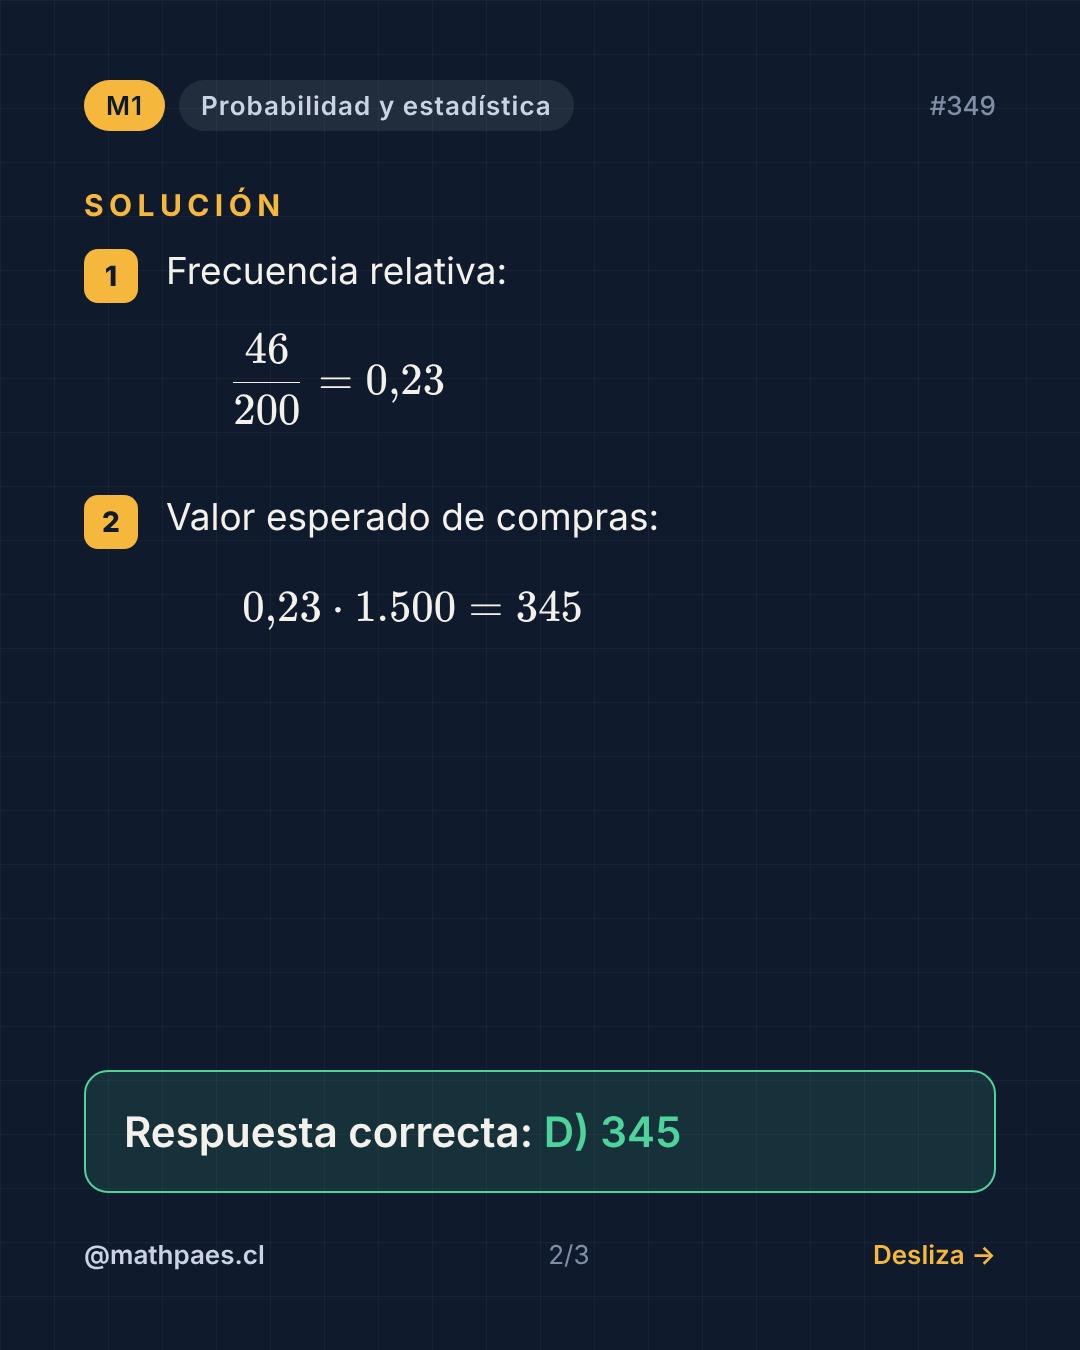 M1 Probabilidad y estadística #349
SOLUCIÓN
1 Frecuencia relativa:
46/200 = 0,23
2 Valor esperado de compras:
0,23 · 1.500 = 345
Respuesta correcta: D) 345
@mathpaes.cl 2/3 Desliza →